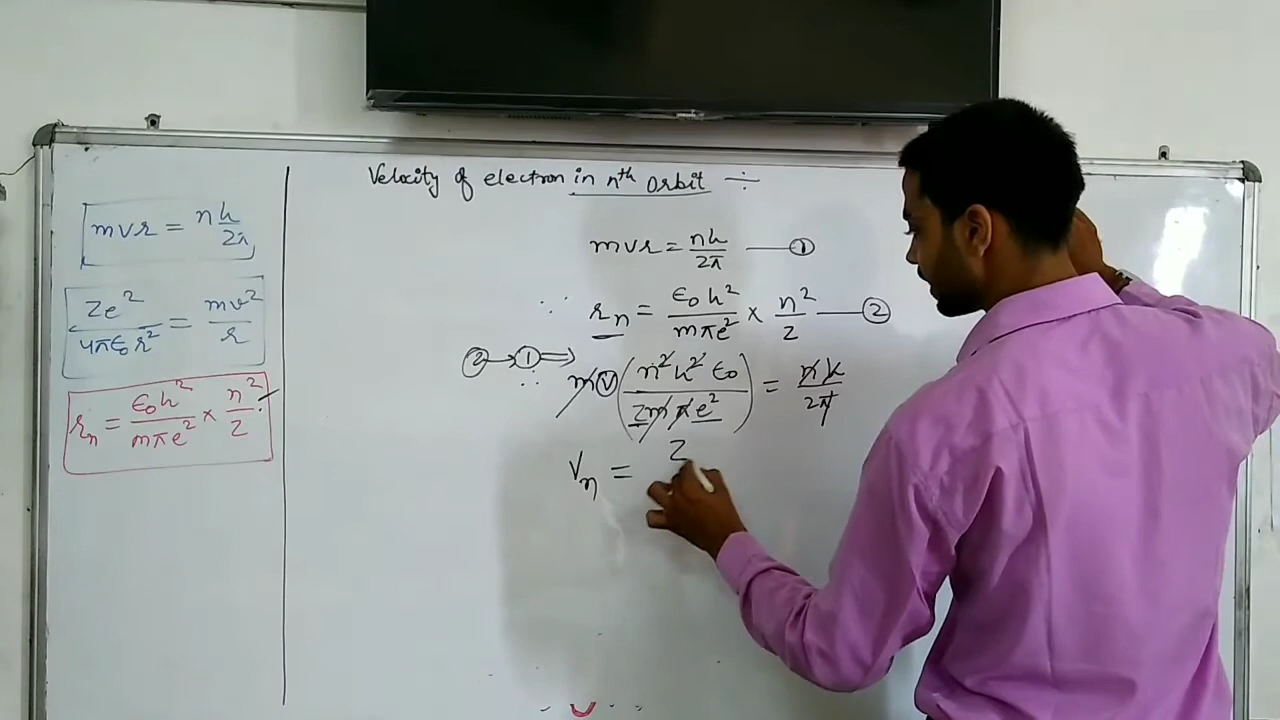 mvr = nh/2π
Ze²/4πε₀r² = mv²/r
rₙ = ε₀h²/mπe² × n²/Z
Velocity of electron in nᵗʰ orbit ÷
mvr = nh/2π —①
∵ rₙ = ε₀h²/mπe² × n²/Z —②
②→①⇒
∵ mv(n²h²ε₀/Zmπe²) = nh/2π
Vₙ = Z